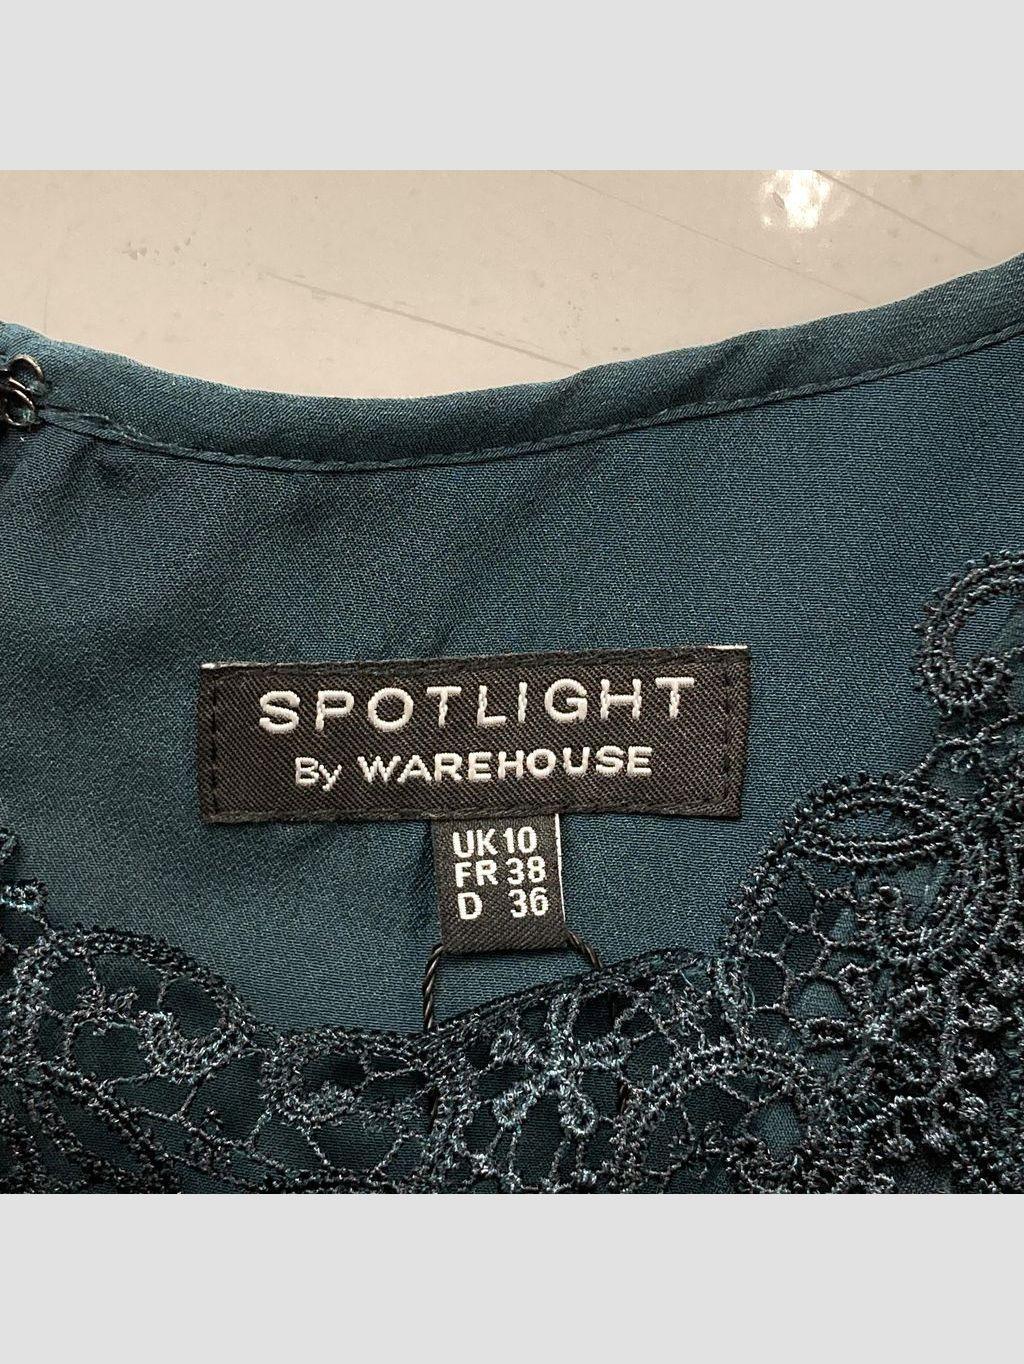 SPOTLIGHT
By WAREHOUSE
UK 10
FR 38
D 36